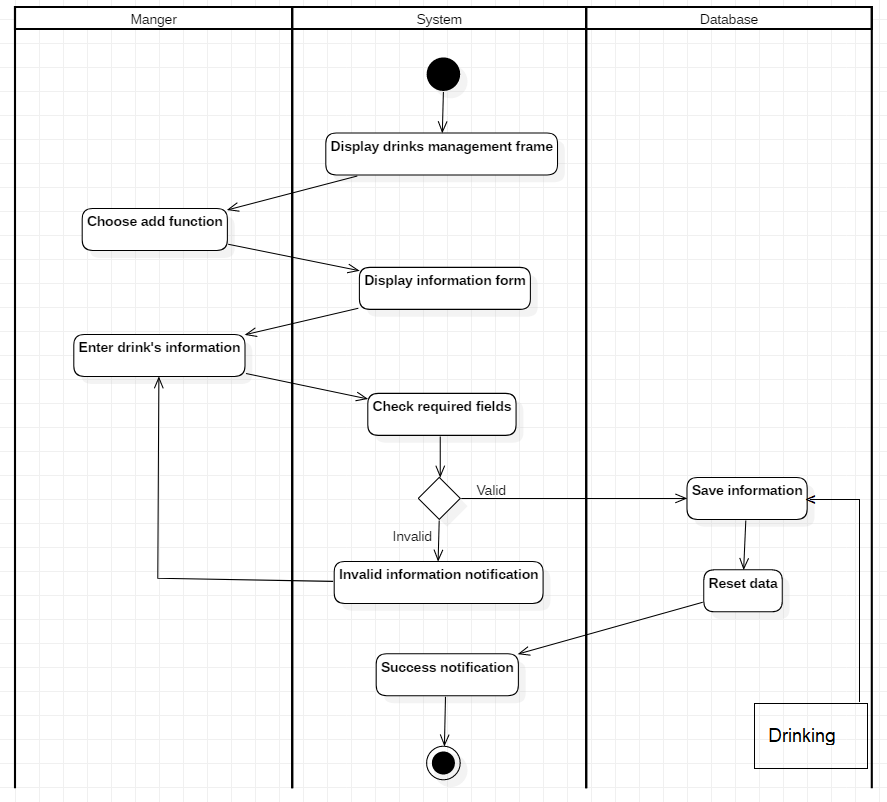 Manger
System
Database
Display drinks management frame
Choose add function
Display information form
Enter drink's information
Check required fields
Valid
Save information
Invalid
Invalid information notification
Reset data
Success notification
Drinking